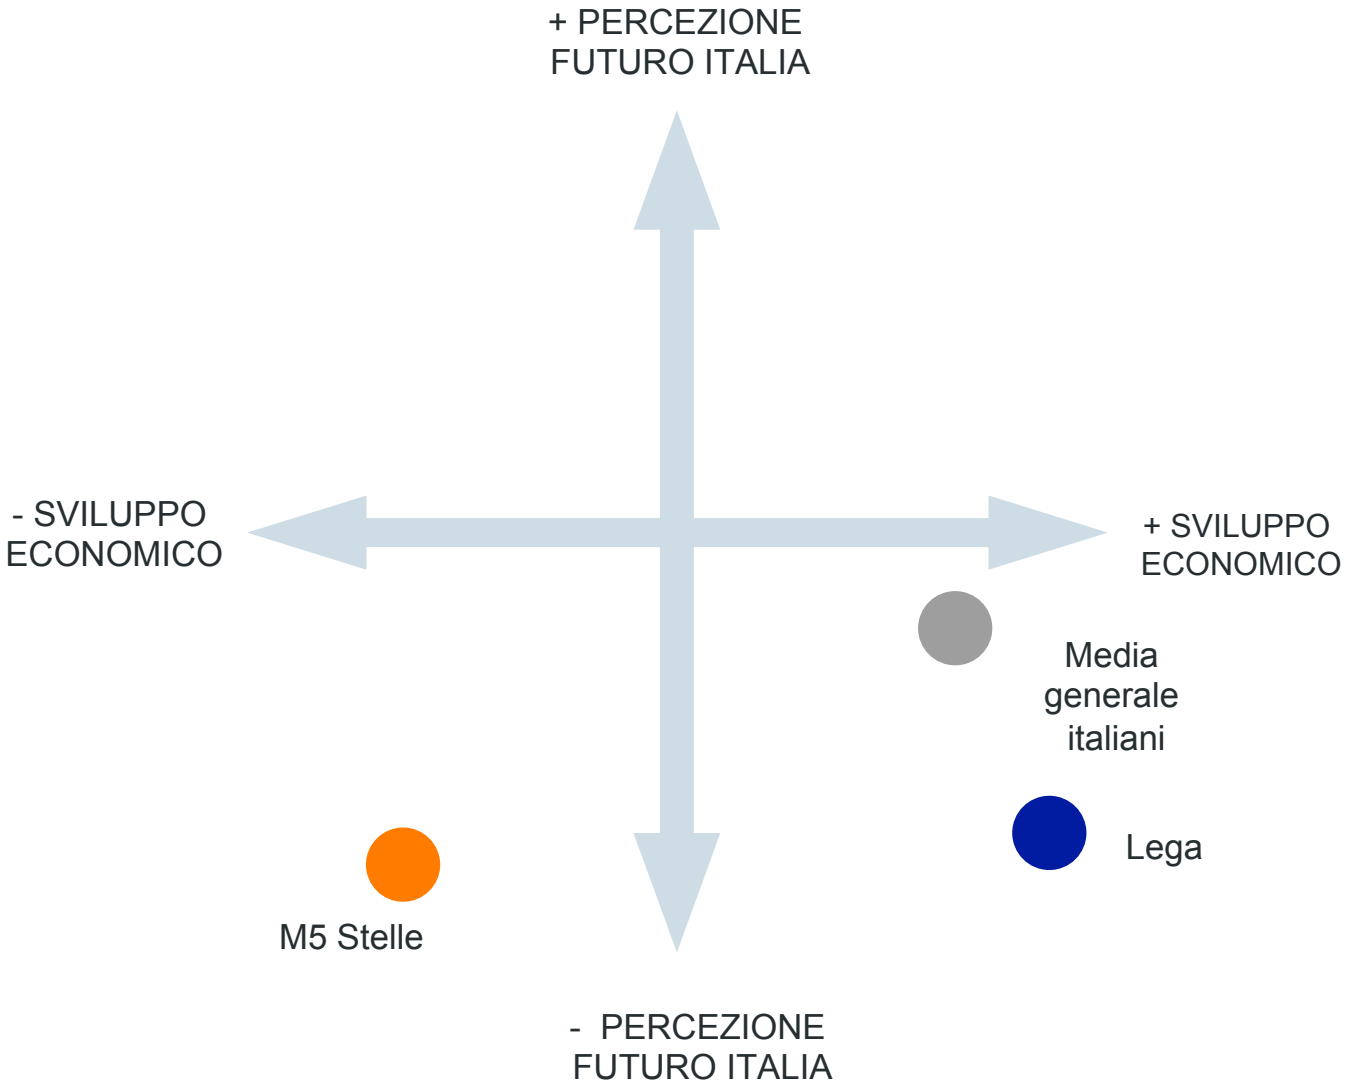 + PERCEZIONE
FUTURO ITALIA
- SVILUPPO
ECONOMICO
+ SVILUPPO
ECONOMICO
Media
generale
italiani
Lega
M5 Stelle
- PERCEZIONE
FUTURO ITALIA